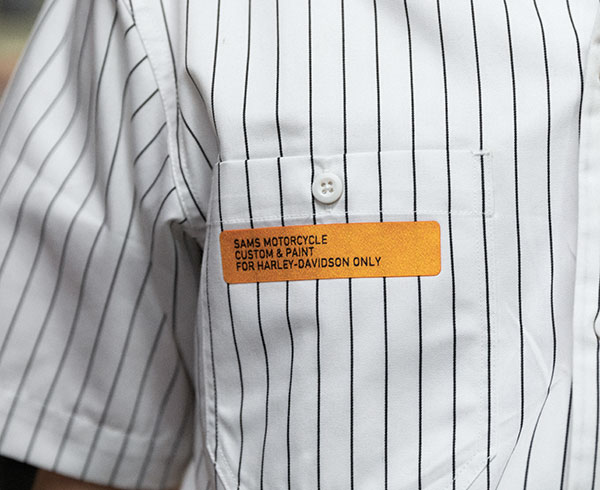 SAMS MOTORCYCLE
CUSTOM & PAINT
FOR HARLEY-DAVIDSON ONLY